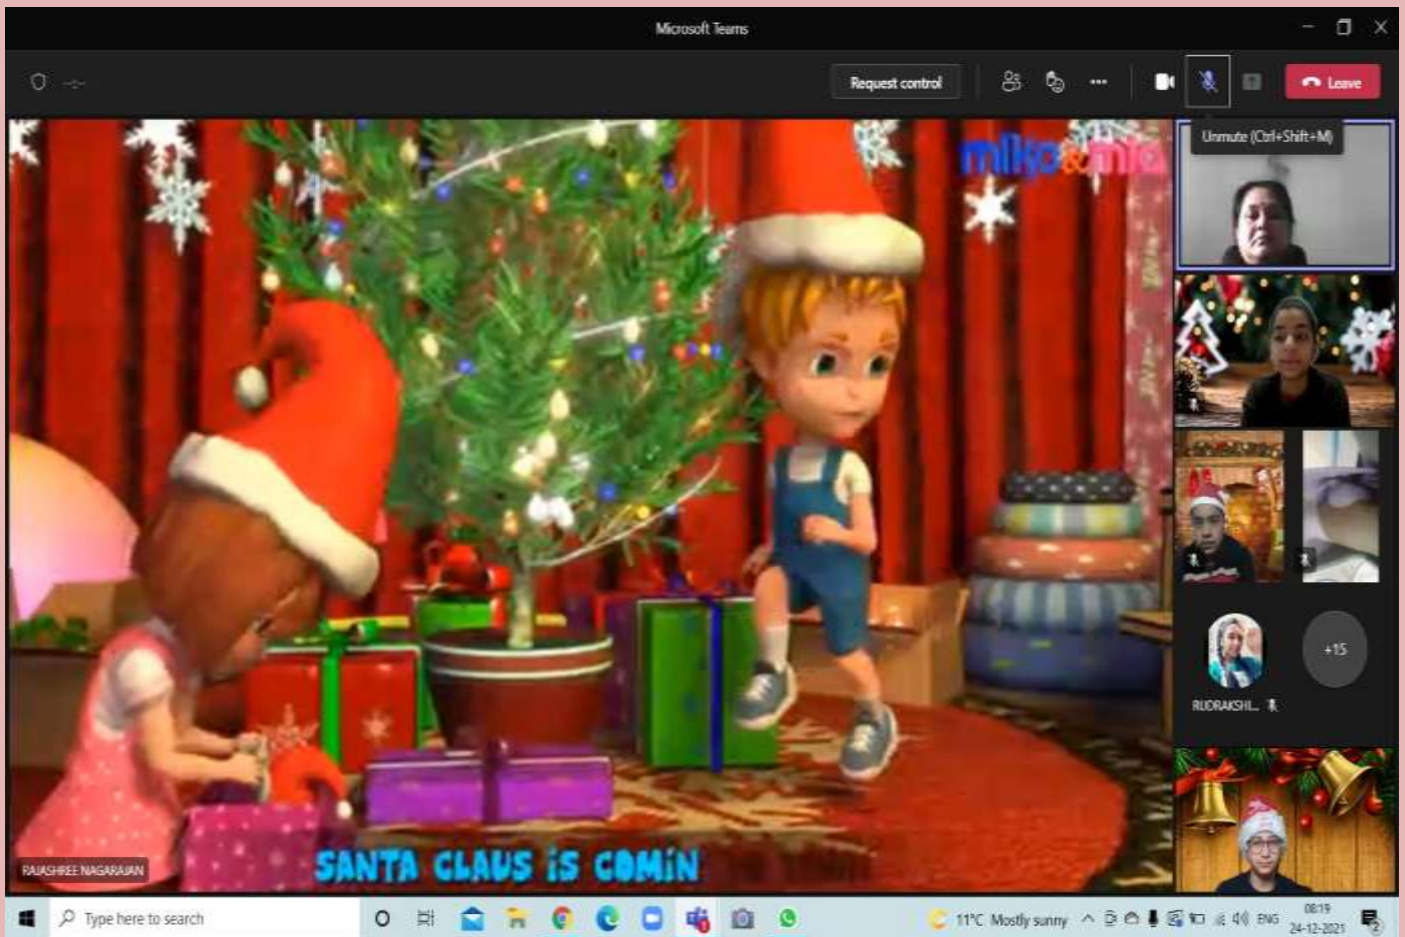 Microsoft Teams
Request control
Leave
Unmute (Ctrl+Shift+M)
miko&mia
RUDRAKSHI...
+15
RAJASHREE NAGARAJAN
SANTA CLAUS iS COMiN
Type here to search
11°C Mostly sunny
ENG
08:19
24-12-2021
2